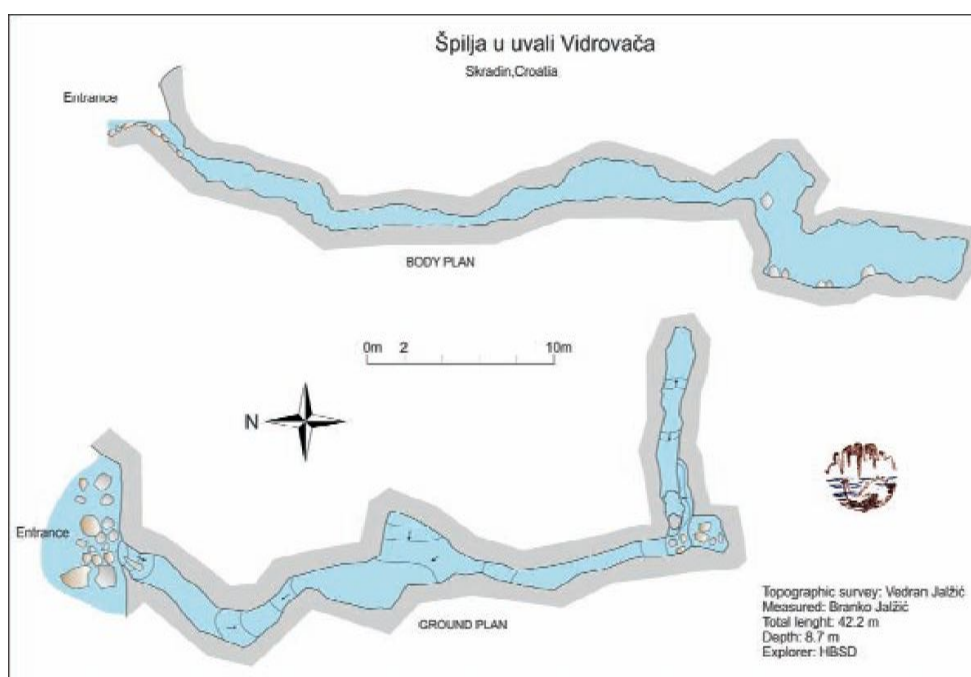 Špilja u uvali Vidrovača
Skradin,Croatia
Entrance
BODY PLAN
0m 2 10m
N
Entrance
GROUND PLAN
Topographic survey: Vedran Jalžić
Measured: Branko Jalžić
Total lenght: 42.2 m
Depth: 8.7 m
Explorer: HBSD